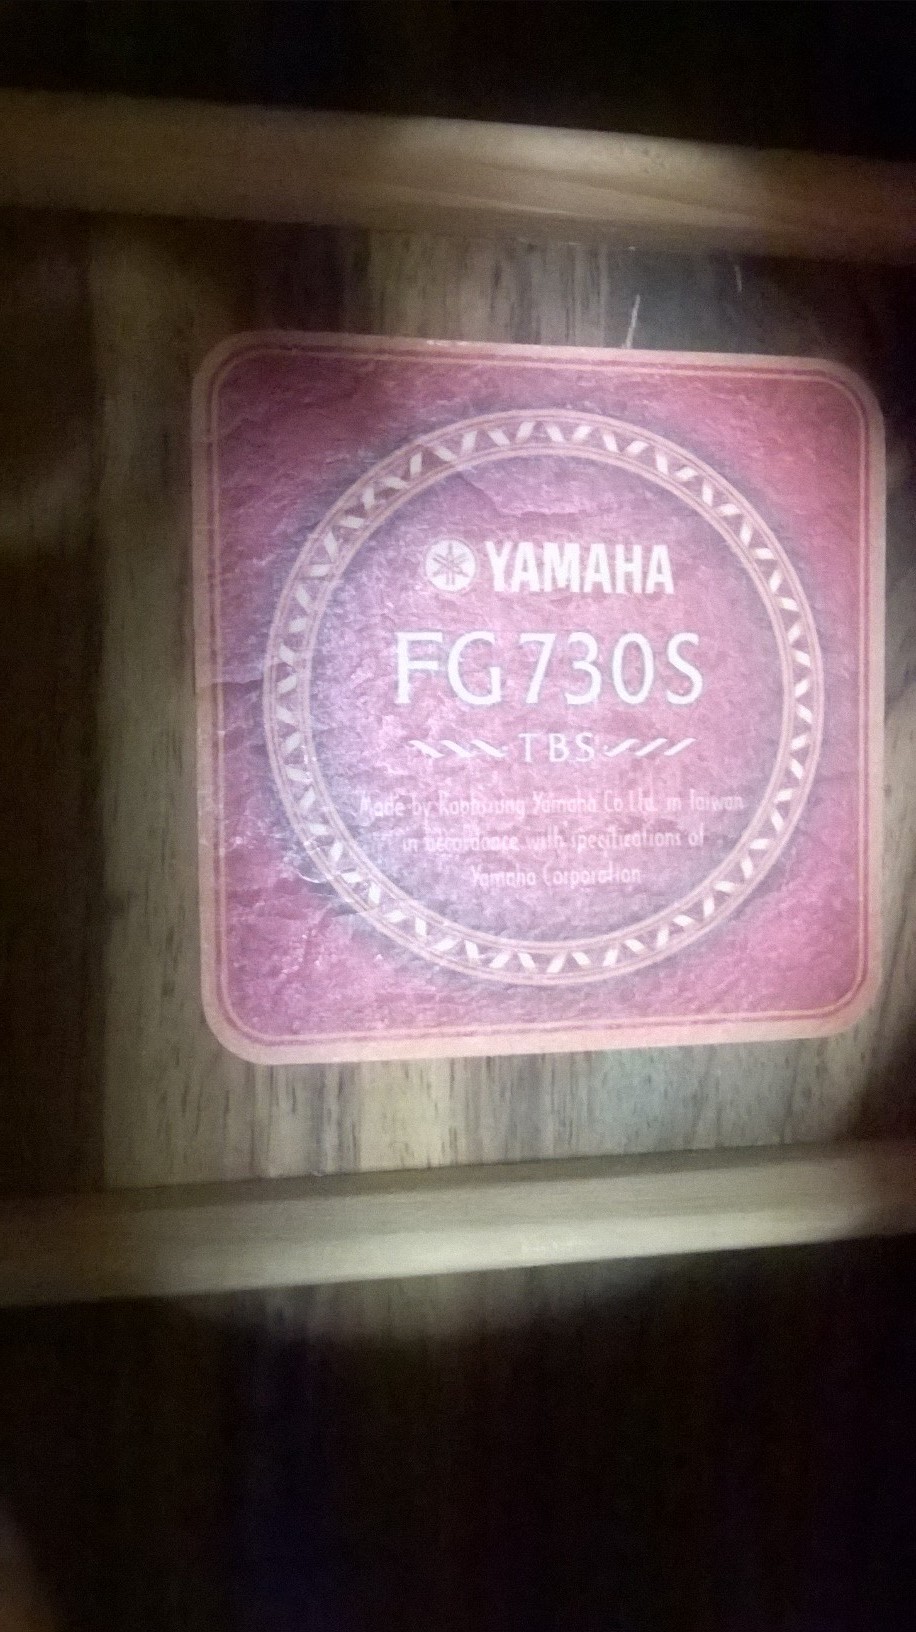 YAMAHA
FG730S
TBS
Made by Kaohsiung Yamaha Co Ltd. in Taiwan
in accordance with specifications of
Yamaha Corporation